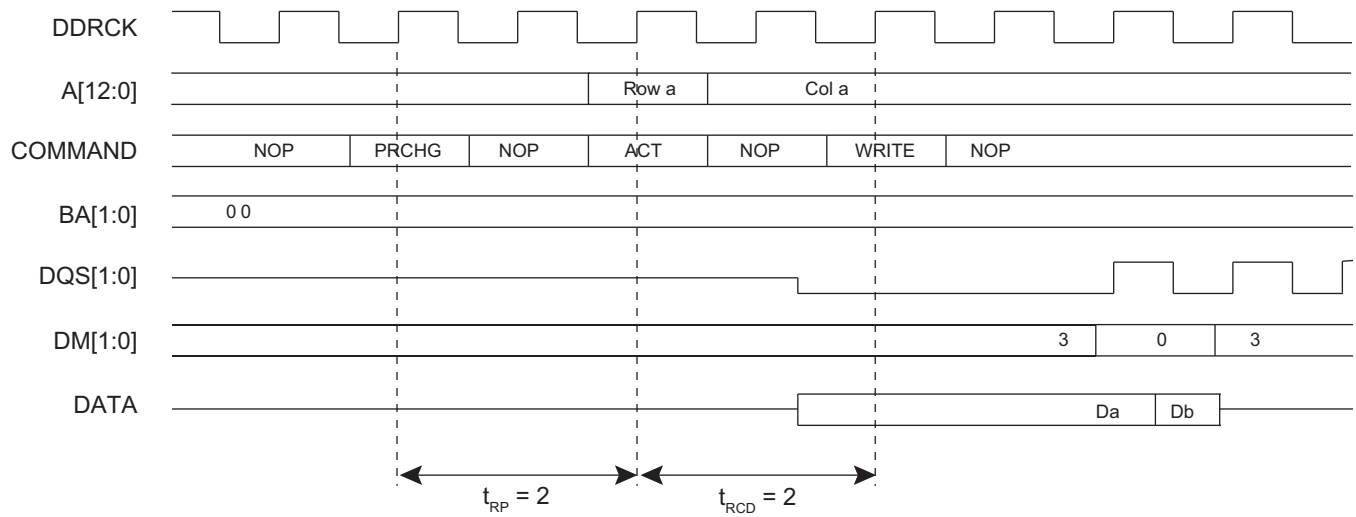 DDRCK
A[12:0] Row a Col a
COMMAND NOP PRCHG NOP ACT NOP WRITE NOP
BA[1:0] 0 0
DQS[1:0]
DM[1:0] 3 0 3
DATA Da Db
tRP = 2 tRCD = 2